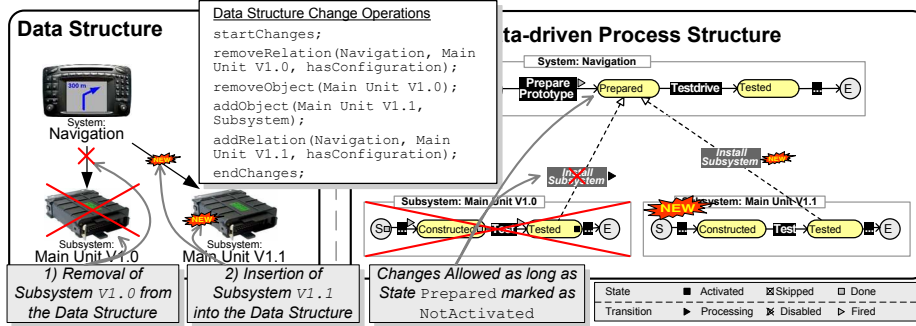 Data Structure
Data Structure Change Operations
startChanges;
removeRelation(Navigation, Main
Unit V1.0, hasConfiguration);
removeObject(Main Unit V1.0);
addObject(Main Unit V1.1,
Subsystem);
addRelation(Navigation, Main
Unit V1.1, hasConfiguration);
endChanges;
ta-driven Process Structure
300 m
System:
Navigation
NEW
NEW
Subsystem:
Main Unit V1.0
Subsystem:
Main Unit V1.1
System: Navigation
Prepare
Prototype
Prepared
Testdrive
Tested
...
E
Install
Subsystem
Install
Subsystem
NEW
Subsystem: Main Unit V1.0
S
...
Constructed
Test
Tested
...
E
NEW
system: Main Unit V1.1
S
...
Constructed
Test
Tested
...
E
1) Removal of
Subsystem V1.0 from
the Data Structure
2) Insertion of
Subsystem V1.1
into the Data Structure
Changes Allowed as long as
State Prepared marked as
NotActivated
State Activated Skipped Done
Transition Processing Disabled Fired